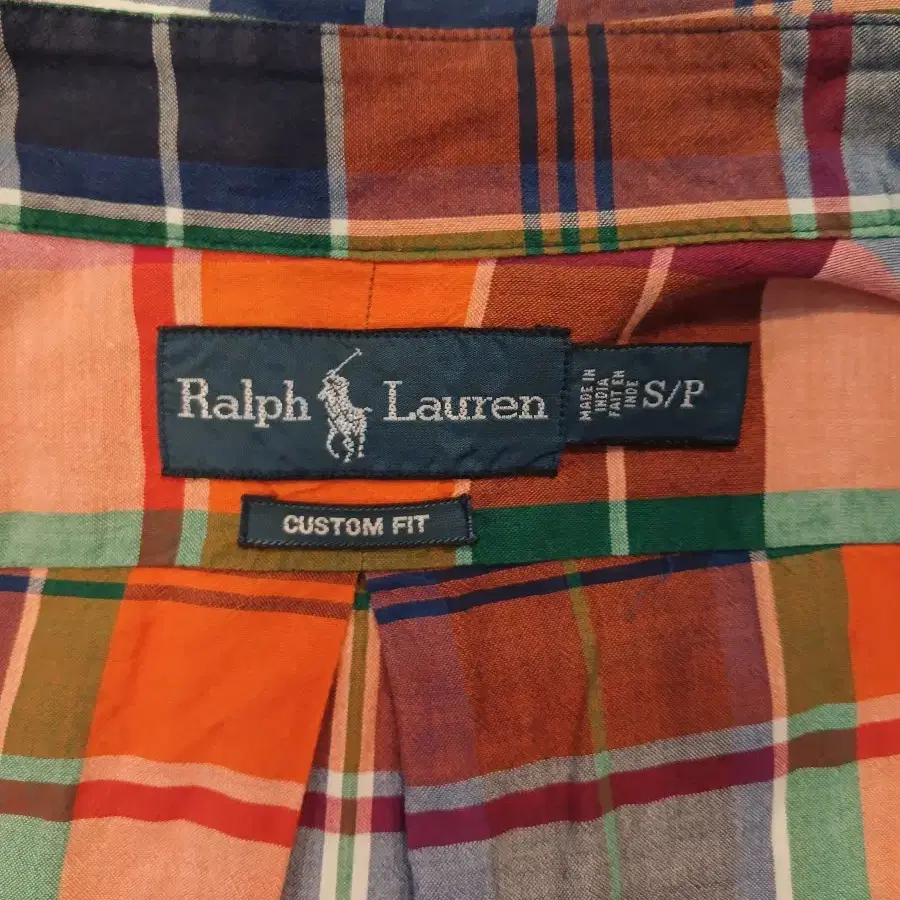 Ralph Lauren
MADE IN
INDIA
FAIT EN
INDE
S/P
CUSTOM FIT